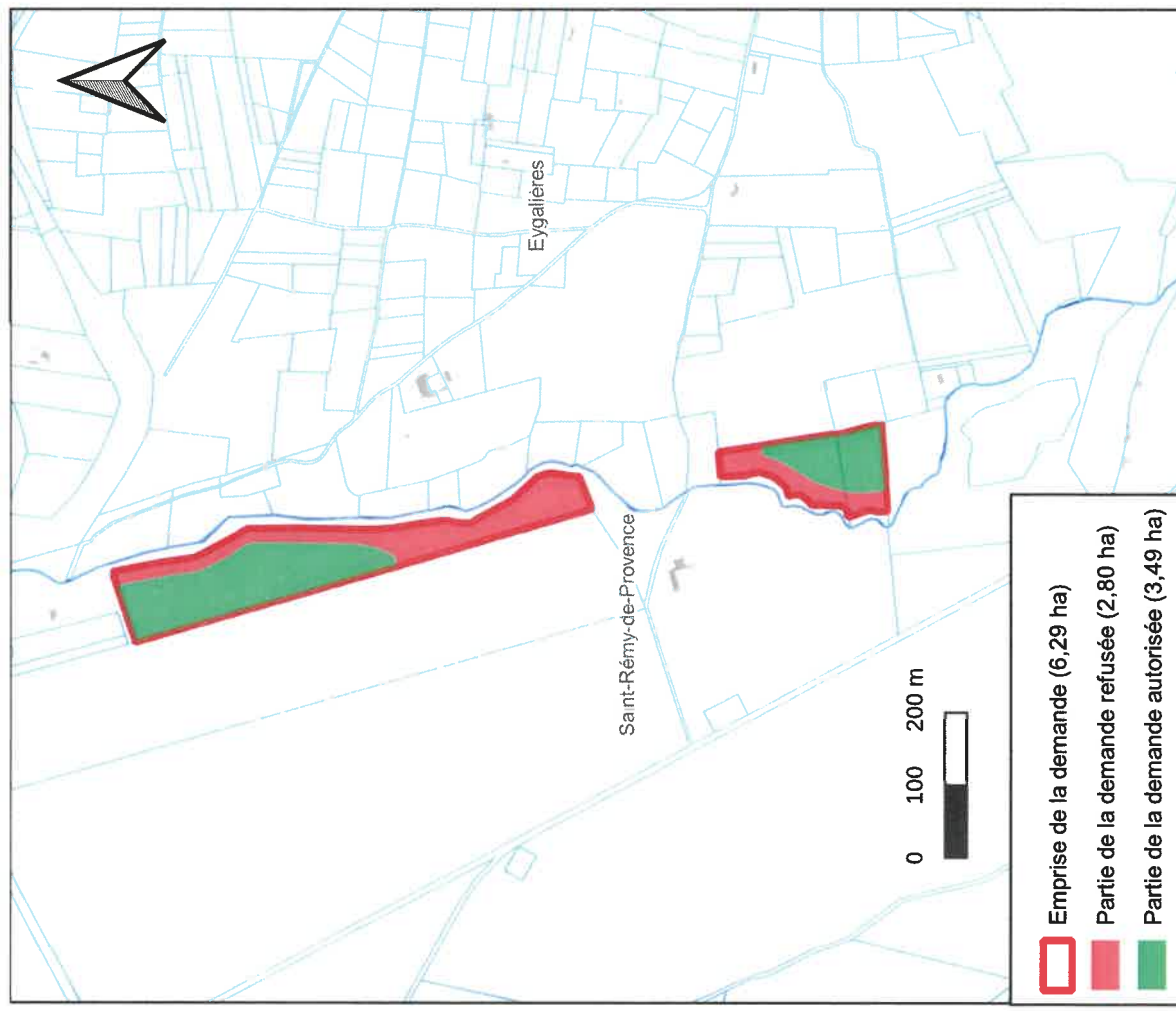 Eygalières
Saint-Rémy-de-Provence
0 100 200 m
Emprise de la demande (6,29 ha)
Partie de la demande refusée (2,80 ha)
Partie de la demande autorisée (3,49 ha)